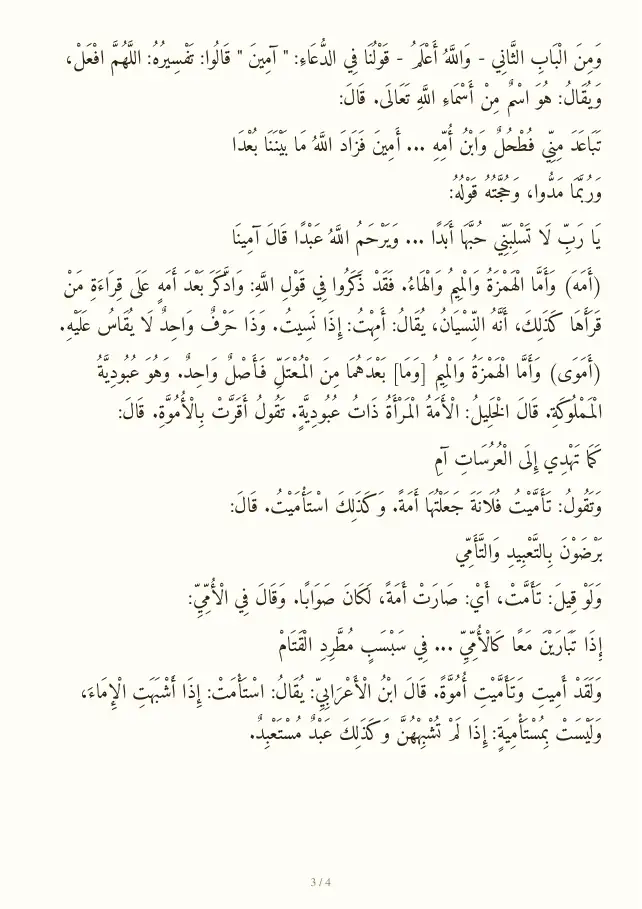 وَمِنَ الْبَابِ الثَّانِي - وَاللَّهُ أَعْلَمُ - قَوْلُنَا فِي الدُّعَاءِ: " آمِينَ " قَالُوا: تَفْسِيرُهُ: اللَّهُمَّ افْعَلْ،
وَيُقَالُ: هُوَ اسْمٌ مِنْ أَسْمَاءِ اللَّهِ تَعَالَى. قَالَ:
تَبَاعَدَ مِنِّي فُطْحُلٌ وَابْنُ أُمِّهِ ... أَمِينَ فَزَادَ اللَّهُ مَا بَيْنَنَا بُعْدَا
وَرُبَّمَا مَدُّوا، وَحُجَّتُهُ قَوْلُهُ:
يَا رَبِّ لَا تَسْلِبَنِّي حُبَّهَا أَبَدًا ... وَيَرْحَمُ اللَّهُ عَبْدًا قَالَ آمِينَا
(أَمَهَ) وَأَمَّا الْهَمْزَةُ وَالْمِيمُ وَالْهَاءُ. فَقَدْ ذَكَرُوا فِي قَوْلِ اللَّهِ: وَادَّكَرَ بَعْدَ أَمَهٍ عَلَى قِرَاءَةِ مَنْ
قَرَأَهَا كَذَلِكَ، أَنَّهُ النِّسْيَانُ، يُقَالُ: أَمِهْتُ: إِذَا نَسِيتُ. وَذَا حَرْفٌ وَاحِدٌ لَا يُقَاسُ عَلَيْهِ.
(أَمَوَى) وَأَمَّا الْهَمْزَةُ وَالْمِيمُ [وَمَا] بَعْدَهُمَا مِنَ الْمُعْتَلِّ فَأَصْلٌ وَاحِدٌ. وَهُوَ عُبُودِيَّةُ
الْمَمْلُوكَةِ. قَالَ الْخَلِيلُ: الْأَمَةُ الْمَرْأَةُ ذَاتُ عُبُودِيَّةٍ. تَقُولُ أَقَرَّتْ بِالْأُمُوَّةِ. قَالَ:
كَمَا تَهْدِي إِلَى الْعُرُسَاتِ آمِ
وَتَقُولُ: تَأَمَّيْتُ فُلَانَةَ جَعَلْتُهَا أَمَةً. وَكَذَلِكَ اسْتَأْمَيْتُ. قَالَ:
يَرْضَوْنَ بِالتَّعْبِيدِ وَالتَّأَمِّي
وَلَوْ قِيلَ: تَأَمَّتْ، أَيْ: صَارَتْ أَمَةً، لَكَانَ صَوَابًا. وَقَالَ فِي الْأُمِّيِّ:
إِذَا تَبَارَيْنَ مَعًا كَالْأُمِّيِّ ... فِي سَبْسَبٍ مُطَّرِدِ الْقَتَامْ
وَلَقَدْ أَمِيتِ وَتَأَمَّيْتِ أُمُوَّةً. قَالَ ابْنُ الْأَعْرَابِيِّ: يُقَالُ: اسْتَأْمَتْ: إِذَا أَشْبَهَتِ الْإِمَاءَ،
وَلَيْسَتْ بِمُسْتَأْمِيَةٍ: إِذَا لَمْ تُشْبِهْهُنَّ وَكَذَلِكَ عَبْدٌ مُسْتَعْبِدٌ.
3 / 4